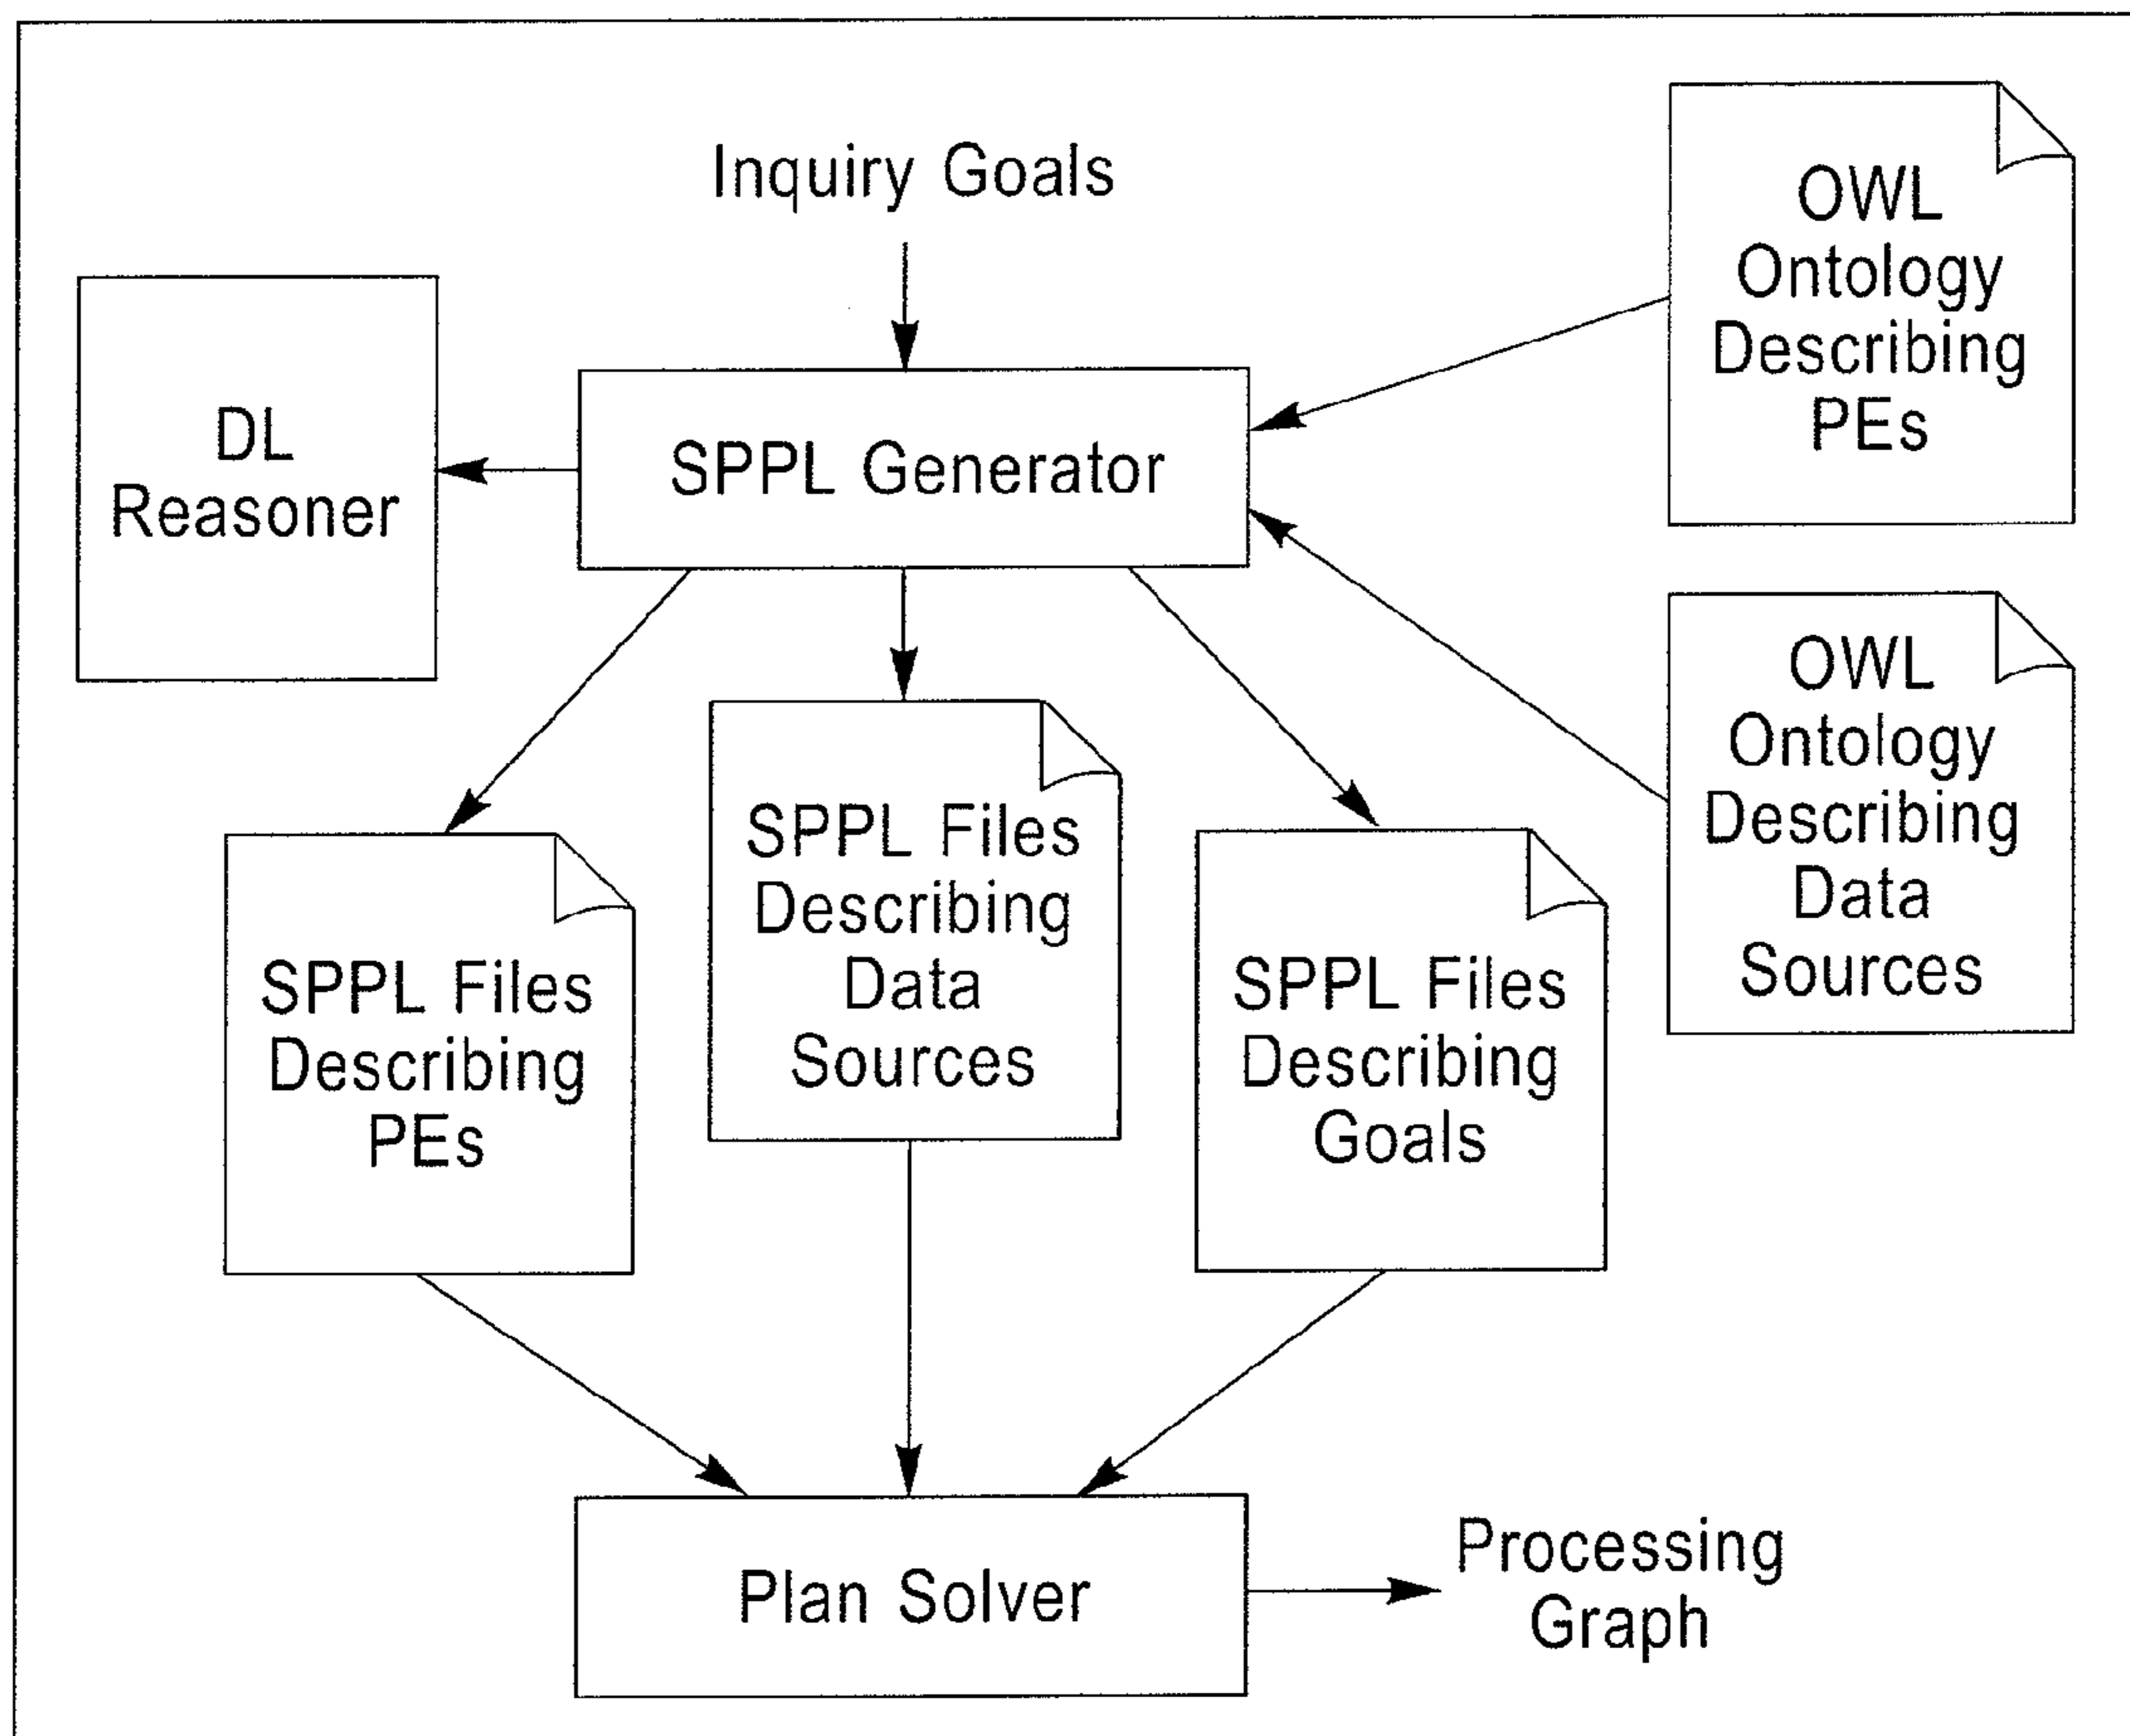 Inquiry Goals
OWL
Ontology
Describing
PEs
DL
Reasoner
SPPL Generator
OWL
Ontology
Describing
Data
Sources
SPPL Files
Describing
PEs
SPPL Files
Describing
Data
Sources
SPPL Files
Describing
Goals
Plan Solver
Processing
Graph